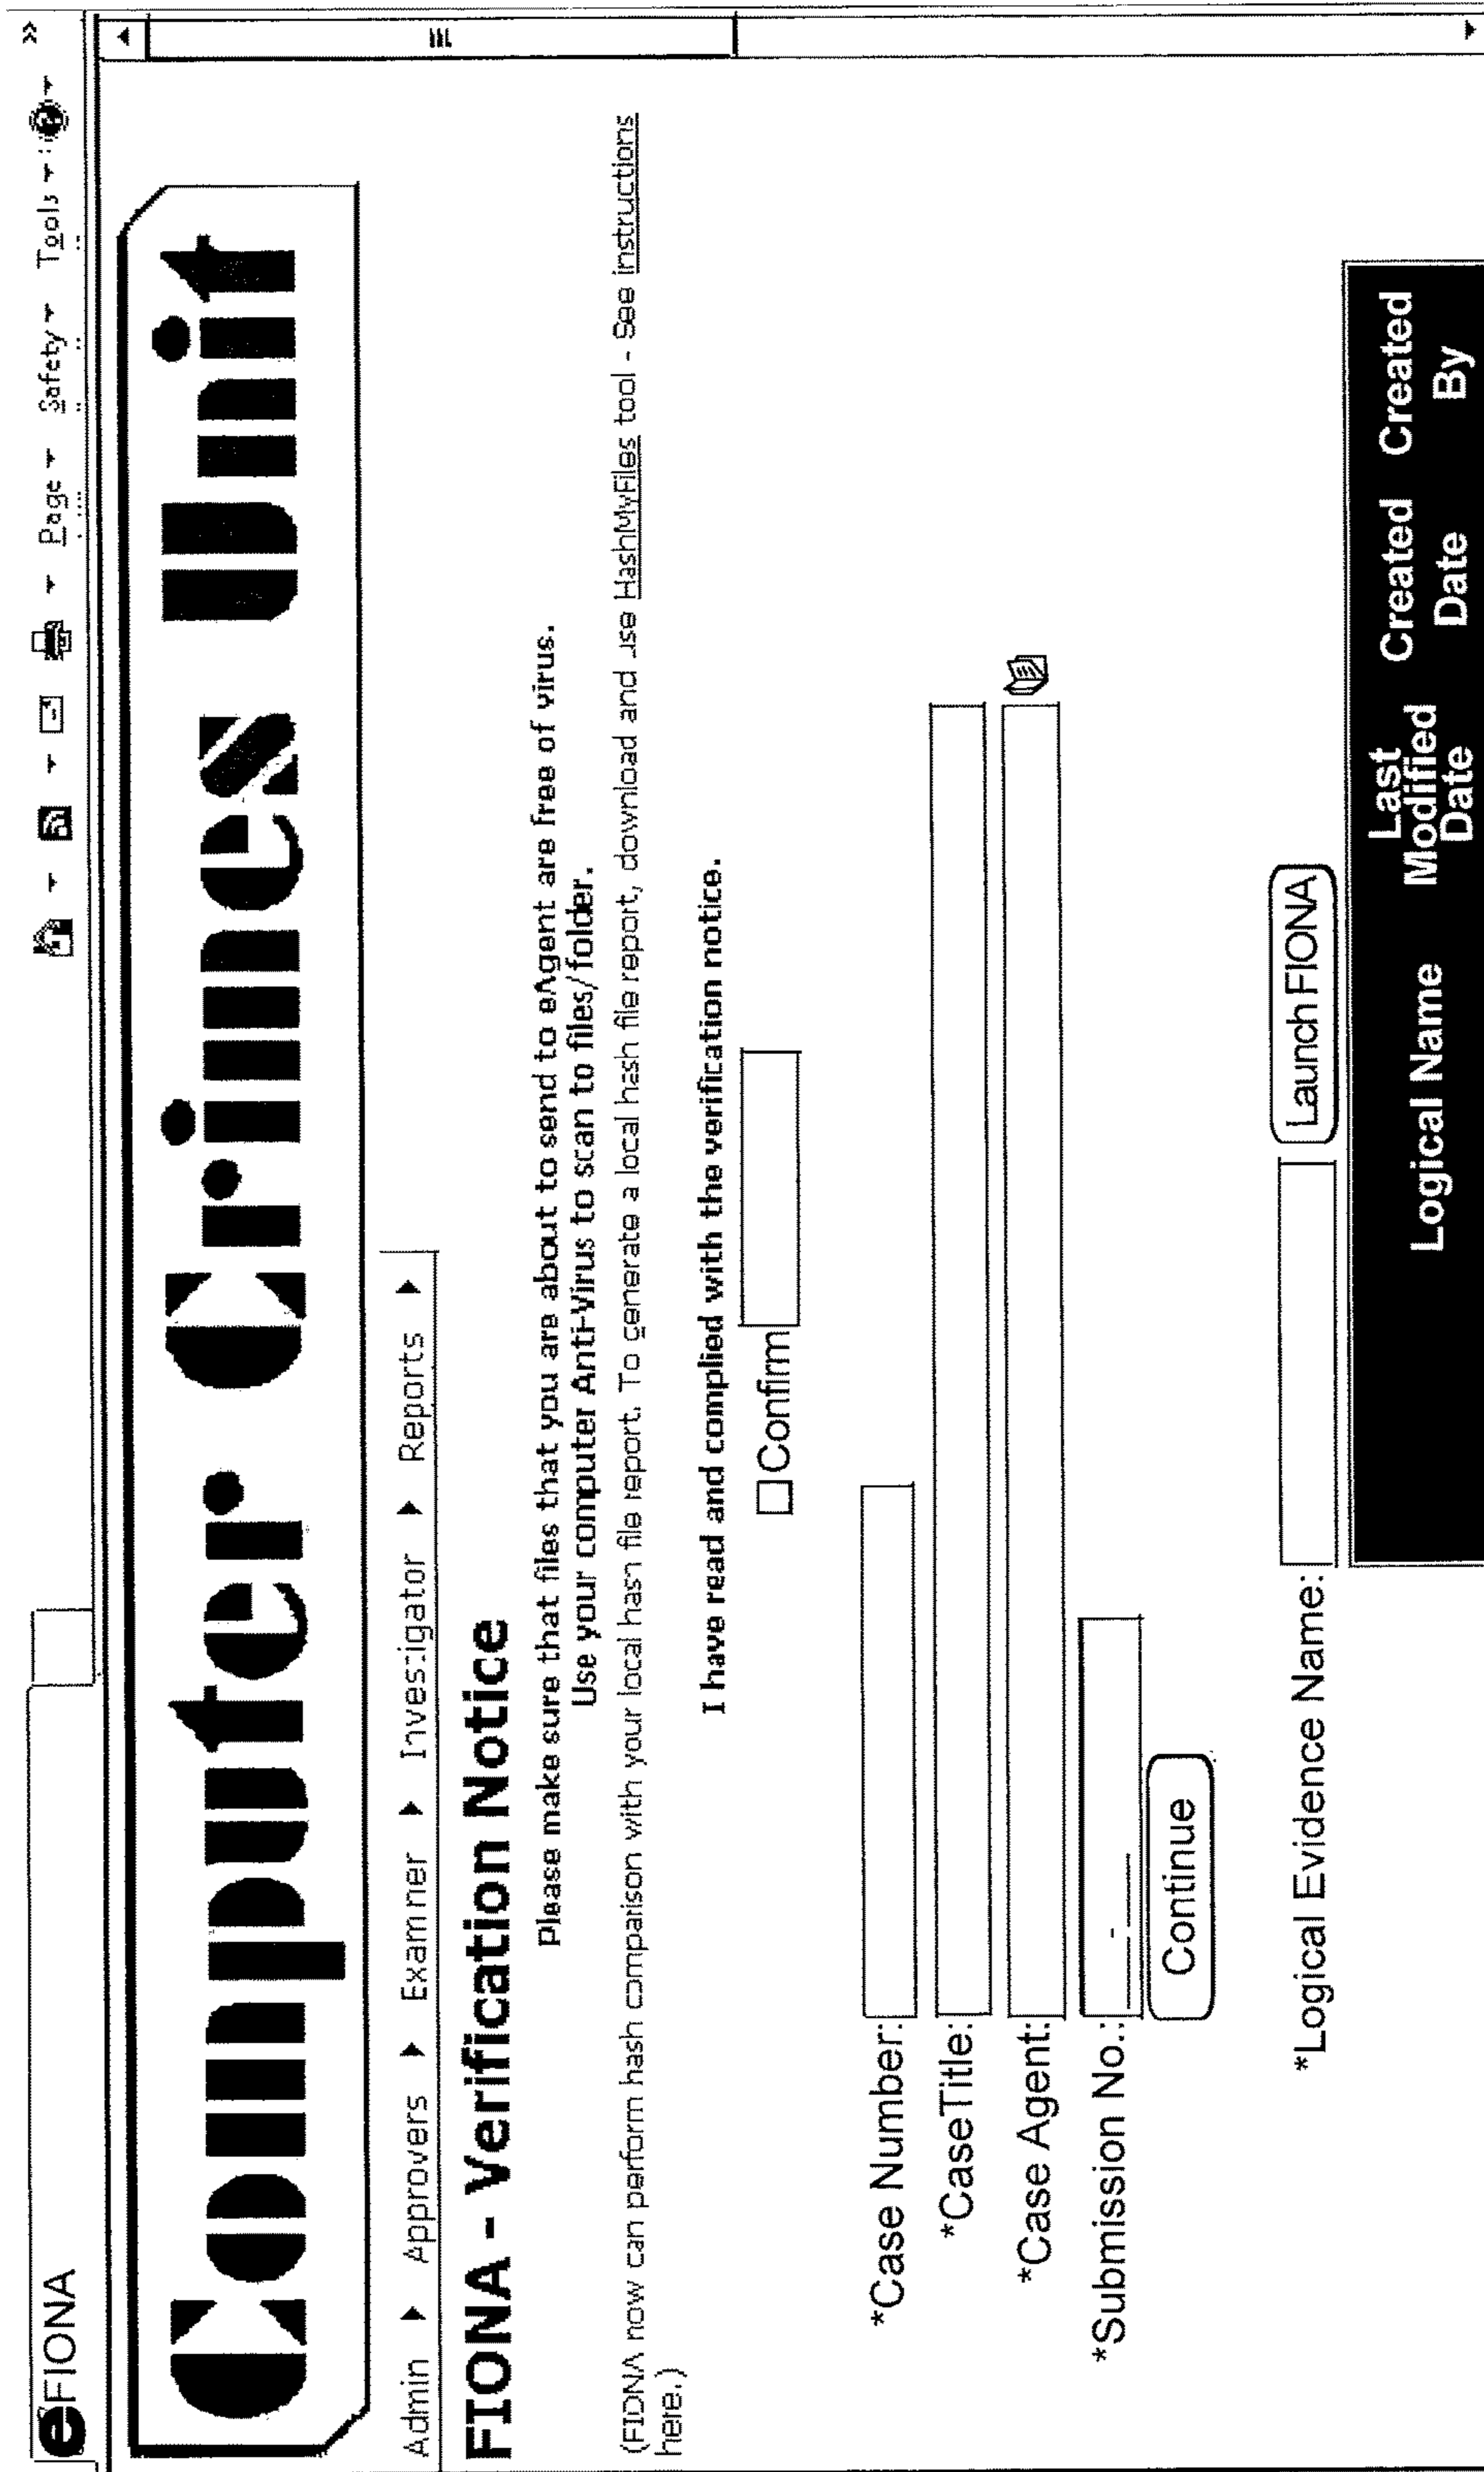 eFIONA
Page Safety Tools
Computer Crimes Unit
Admin Approvers Examiner Investigator Reports
FIONA - Verification Notice
Please make sure that files that you are about to send to eAgent are free of virus.
Use your computer Anti-Virus to scan to files/folder.
(FIONA now can perform hash comparison with your local hash file report. To generate a local hash file report, download and use HashMyFiles tool - See instructions
here.)
I have read and complied with the verification notice.
Confirm
*Case Number:
*CaseTitle:
*Case Agent:
*Submission No.: ____-____
Continue
*Logical Evidence Name: Launch FIONA
Logical Name Last Modified Date Created Date Created By